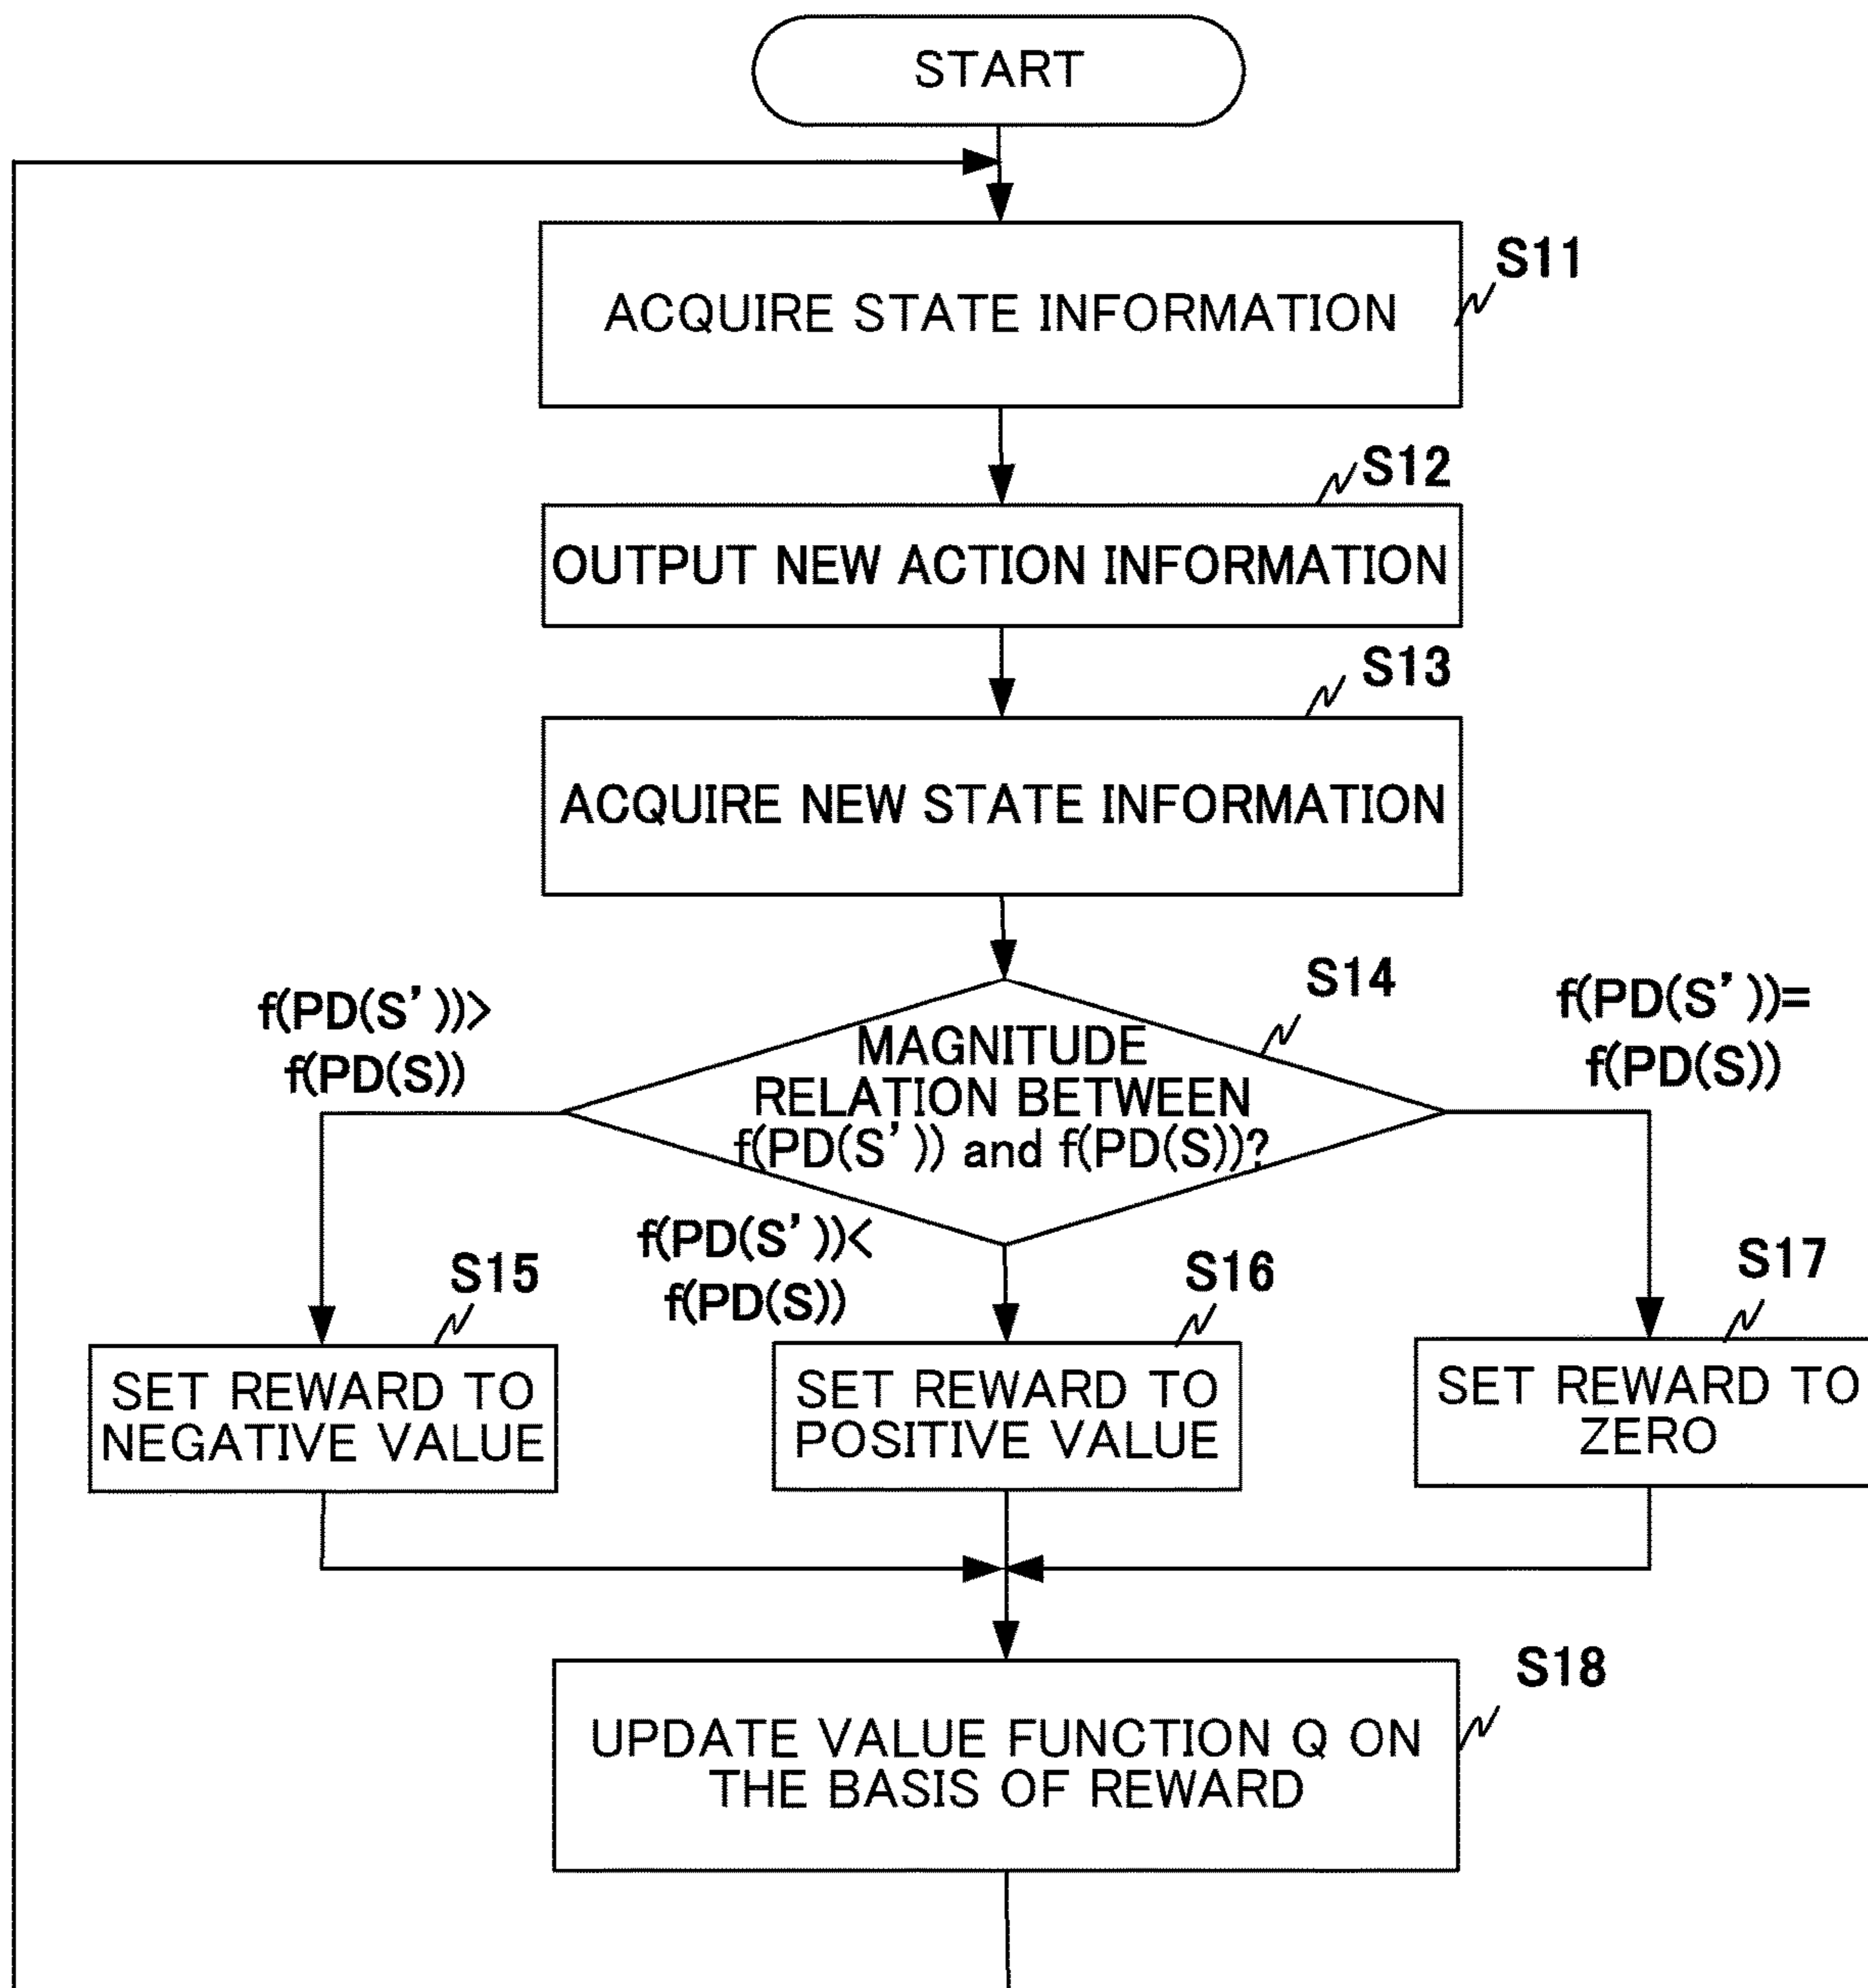 START
ACQUIRE STATE INFORMATION
S11
S12
OUTPUT NEW ACTION INFORMATION
S13
ACQUIRE NEW STATE INFORMATION
S14
f(PD(S’))>
f(PD(S))
MAGNITUDE
RELATION BETWEEN
f(PD(S’)) and f(PD(S))?
f(PD(S’))=
f(PD(S))
f(PD(S’))<
f(PD(S))
S15
SET REWARD TO
NEGATIVE VALUE
S16
SET REWARD TO
POSITIVE VALUE
S17
SET REWARD TO
ZERO
S18
UPDATE VALUE FUNCTION Q ON
THE BASIS OF REWARD